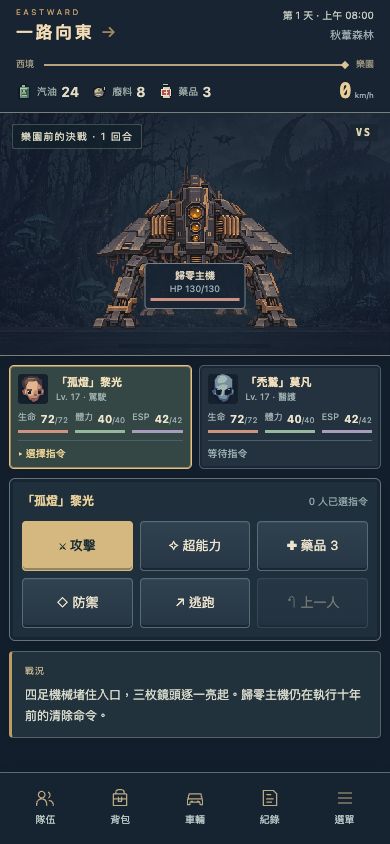 EASTWARD
第 1 天 · 上午 08:00
一路向東 →
秋葦森林
西境
樂園
汽油 24 廢料 8 藥品 3
0 km/h
樂園前的決戰 · 1 回合
VS
歸零主機
HP 130/130
「孤燈」黎光
Lv. 17 · 駕駛
生命 72/72 體力 40/40 ESP 42/42
▸ 選擇指令
「禿鷲」莫凡
Lv. 17 · 醫護
生命 72/72 體力 40/40 ESP 42/42
等待指令
「孤燈」黎光
0 人已選指令
⚔ 攻擊
✧ 超能力
✚ 藥品 3
◇ 防禦
↗ 逃跑
↰ 上一人
戰況
四足機械堵住入口，三枚鏡頭逐一亮起。歸零主機仍在執行十年
前的清除命令。
隊伍
背包
車輛
紀錄
選單